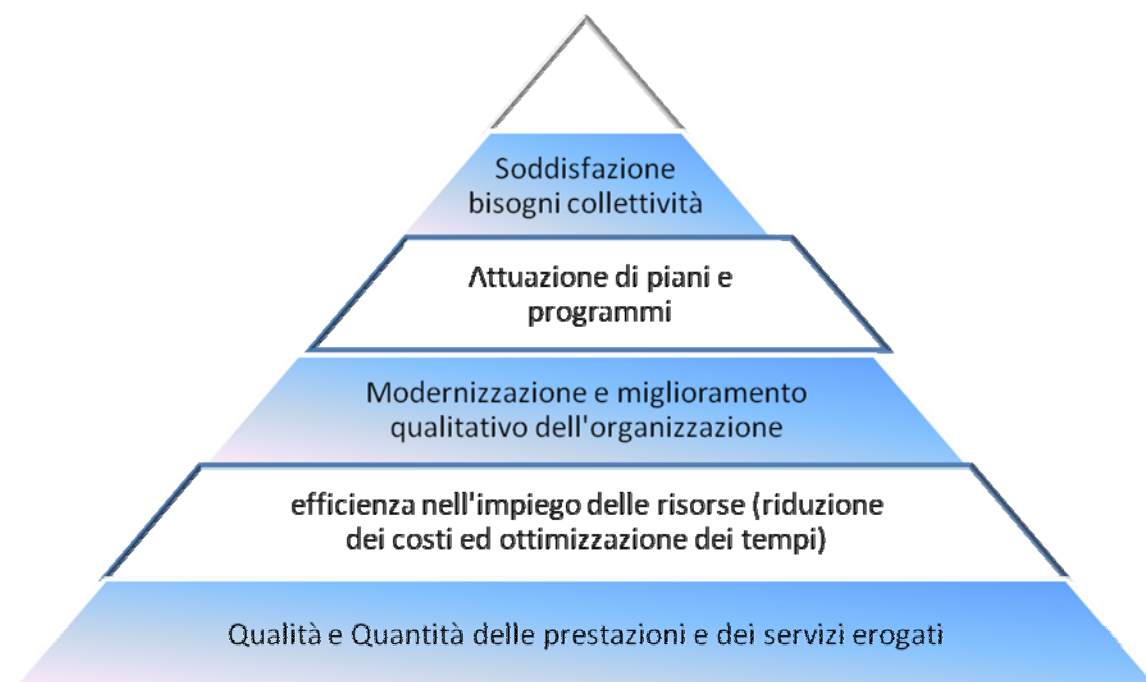 Soddisfazione
bisogni collettività
Attuazione di piani e
programmi
Modernizzazione e miglioramento
qualitativo dell'organizzazione
efficienza nell'impiego delle risorse (riduzione
dei costi ed ottimizzazione dei tempi)
Qualità e Quantità delle prestazioni e dei servizi erogati